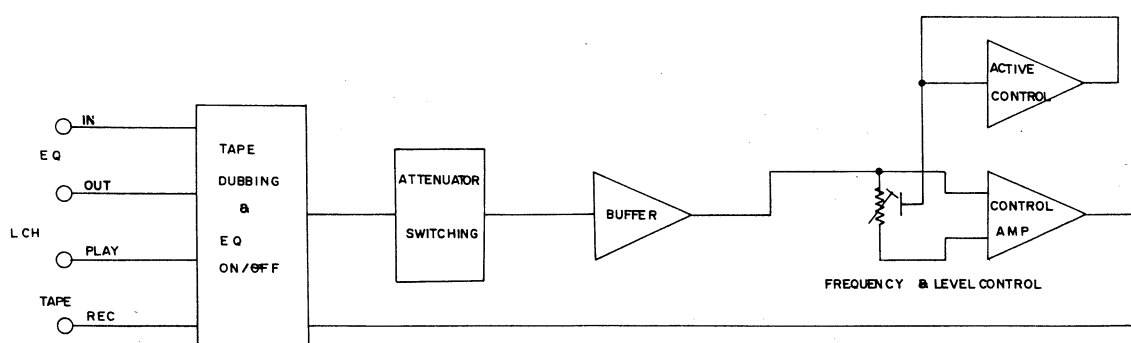 IN
EQ
OUT
LCH
PLAY
TAPE
REC
TAPE
DUBBING
&
EQ
ON/OFF
ATTENUATOR
SWITCHING
BUFFER
ACTIVE
CONTROL
CONTROL
AMP
FREQUENCY & LEVEL CONTROL